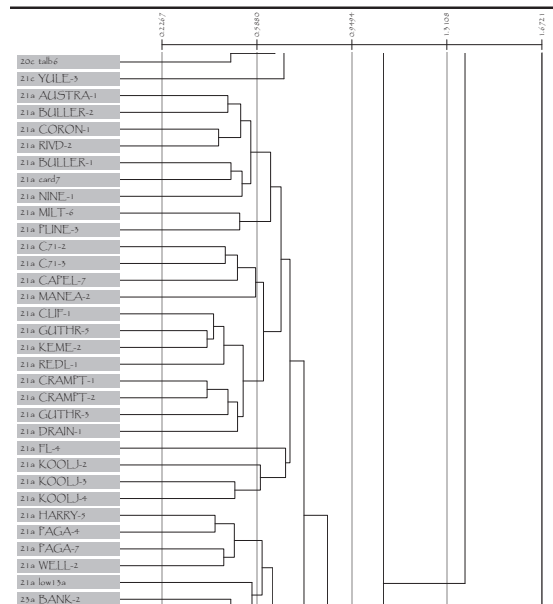 0.2267
0.5880
0.9494
1.3108
1.6721
20c talb6
21c YULE-3
21a AUSTRA-1
21a BULLER-2
21a CORON-1
21a RIVD-2
21a BULLER-1
21a card7
21a NINE-1
21a MILT-6
21a PLINE-3
21a C71-2
21a C71-3
21a CAPEL-7
21a MANEA-2
21a CLIF-1
21a GUTHR-5
21a KEME-2
21a REDL-1
21a CRAMPT-1
21a CRAMPT-2
21a GUTHR-3
21a DRAIN-1
21a FL-4
21a KOOLJ-2
21a KOOLJ-3
21a KOOLJ-4
21a HARRY-5
21a PAGA-4
21a PAGA-7
21a WELL-2
21a low13a
23a BANK-2